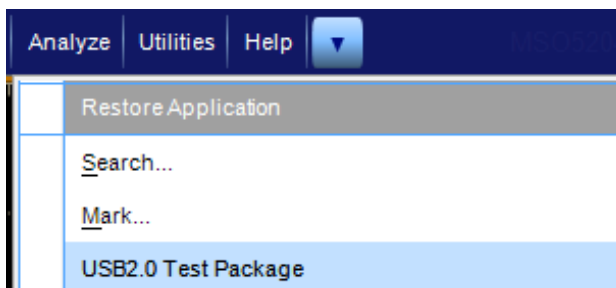 Analyze Utilities Help
Restore Application
Search...
Mark...
USB2.0 Test Package